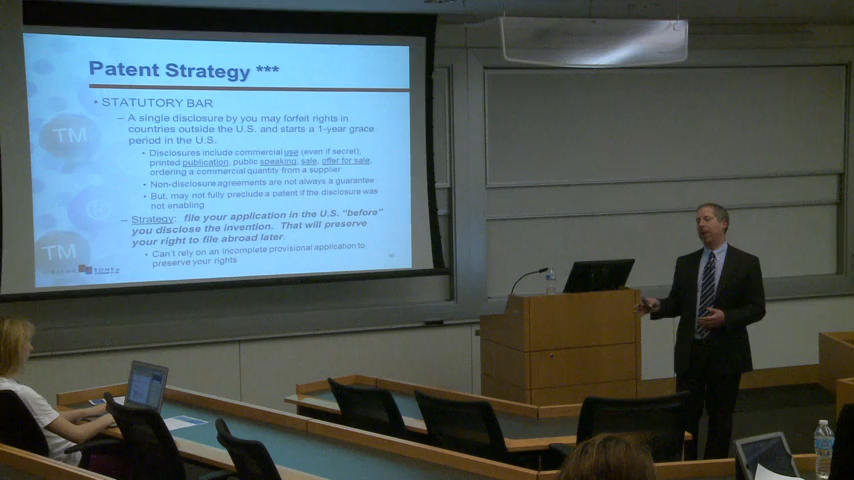 Patent Strategy ***
• STATUTORY BAR
– A single disclosure by you may forfeit rights in
countries outside the U.S. and starts a 1-year grace
period in the U.S.
• Disclosures include commercial use (even if secret),
printed publication, public speaking, sale, offer for sale,
ordering a commercial quantity from a supplier
• Non-disclosure agreements are not always a guarantee
• But, may not fully preclude a patent if the disclosure was
not enabling
– Strategy: file your application in the U.S. “before”
you disclose the invention. That will preserve
your right to file abroad later.
• Can't rely on an incomplete provisional application to
preserve your rights
TM
TM